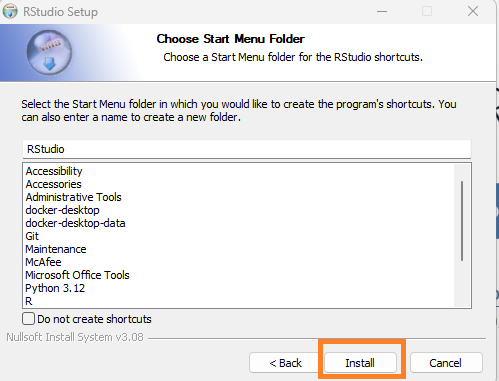 RStudio Setup
Choose Start Menu Folder
Choose a Start Menu folder for the RStudio shortcuts.
Select the Start Menu folder in which you would like to create the program's shortcuts. You
can also enter a name to create a new folder.
RStudio
Accessibility
Accessories
Administrative Tools
docker-desktop
docker-desktop-data
Git
Maintenance
McAfee
Microsoft Office Tools
Python 3.12
R
Do not create shortcuts
Nullsoft Install System v3.08
< Back
Install
Cancel